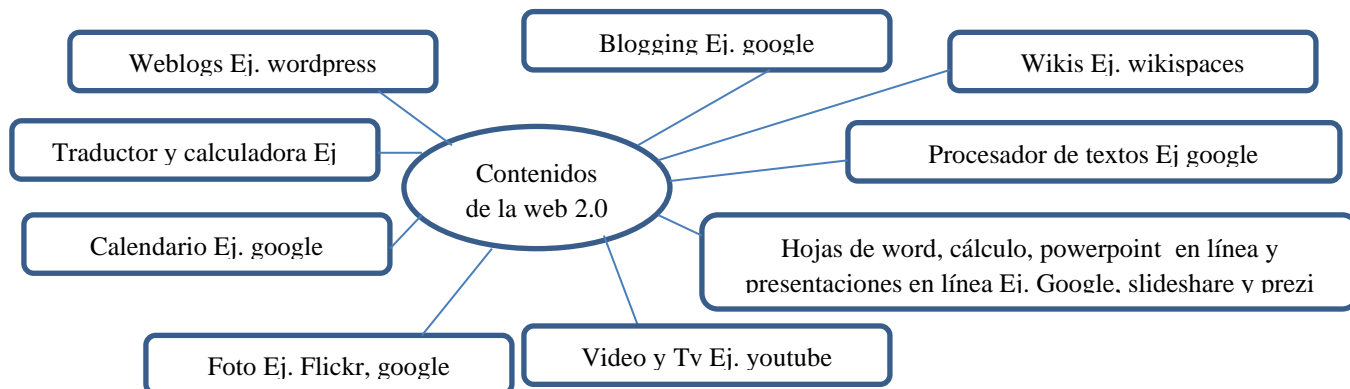 Blogging Ej. google
Weblogs Ej. wordpress
Wikis Ej. wikispaces
Traductor y calculadora Ej
Contenidos
de la web 2.0
Procesador de textos Ej google
Calendario Ej. google
Hojas de word, cálculo, powerpoint en línea y
presentaciones en línea Ej. Google, slideshare y prezi
Foto Ej. Flickr, google
Video y Tv Ej. youtube